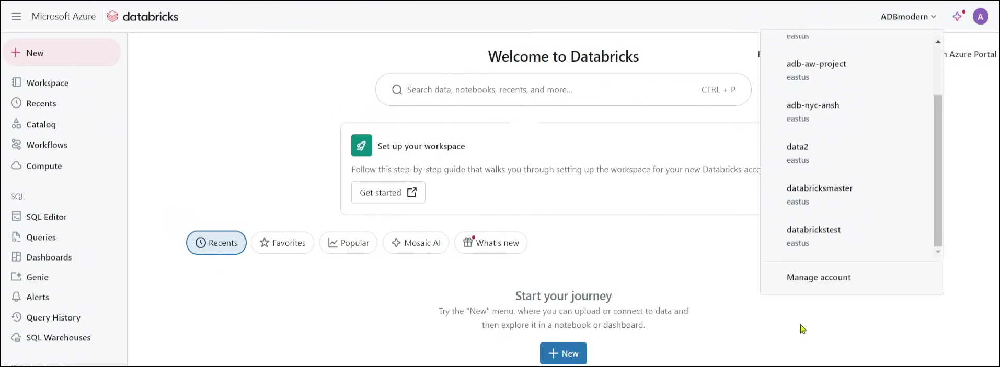 Microsoft Azure
databricks
ADBmodern
A
New
Workspace
Recents
Catalog
Workflows
Compute
SQL
SQL Editor
Queries
Dashboards
Genie
Alerts
Query History
SQL Warehouses
Welcome to Databricks
Azure Portal
Search data, notebooks, recents, and more...
CTRL + P
Set up your workspace
Follow this step-by-step guide that walks you through setting up the workspace for your new Databricks acco
Get started
Recents
Favorites
Popular
Mosaic AI
What's new
Start your journey
Try the "New" menu, where you can upload or connect to data and
then explore it in a notebook or dashboard.
New
eastus
adb-aw-project
eastus
adb-nyc-ansh
eastus
data2
eastus
databricksmaster
eastus
databrickstest
eastus
Manage account